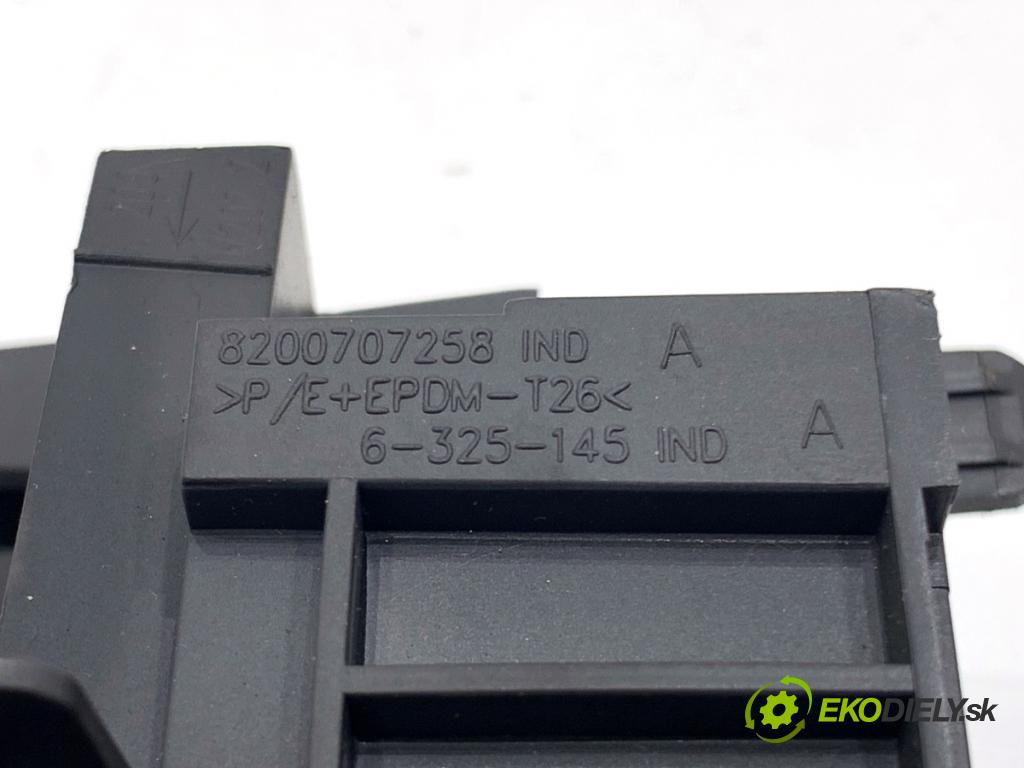 8200707258 IND A
>P/E+EPDM-T26<
6-325-145 IND A
EKODIELY.sk